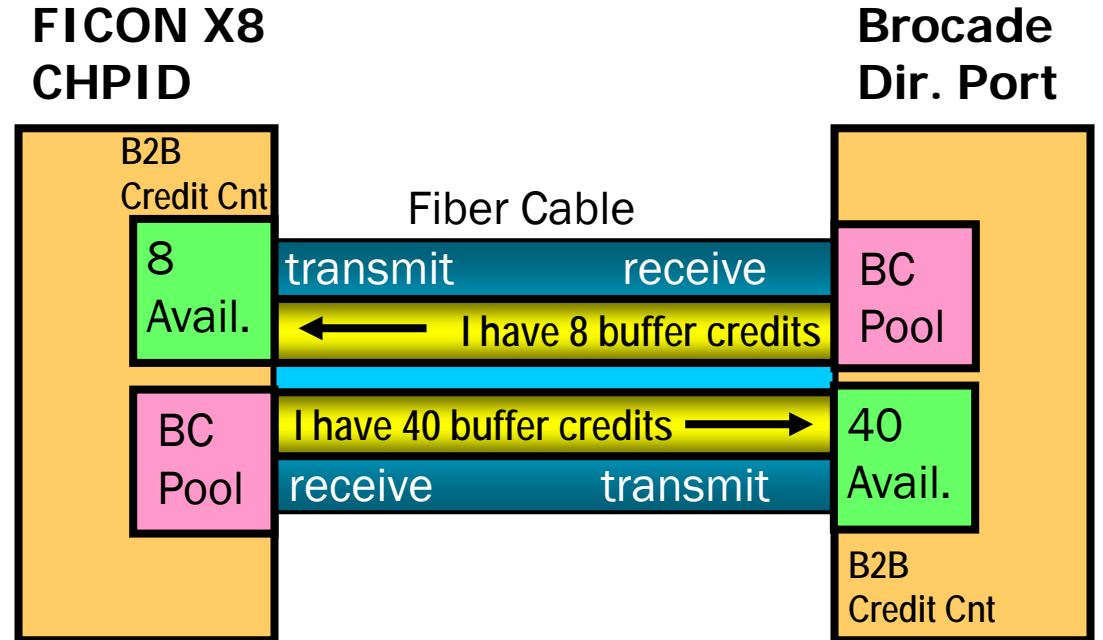 FICON X8
CHPID
Brocade
Dir. Port
B2B
Credit Cnt
Fiber Cable
8
Avail.
transmit
receive
BC
Pool
I have 8 buffer credits
BC
Pool
I have 40 buffer credits
40
Avail.
receive
transmit
B2B
Credit Cnt